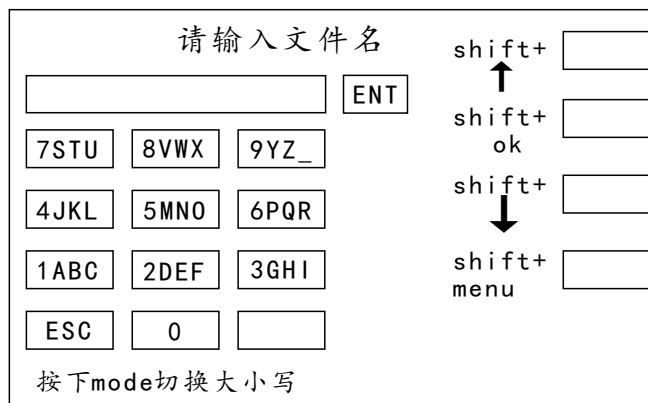 请输入文件名
ENT
7STU 8VWX 9YZ_
4JKL 5MNO 6PQR
1ABC 2DEF 3GHI
ESC 0
按下mode切换大小写
shift+
shift+
ok
shift+
shift+
menu